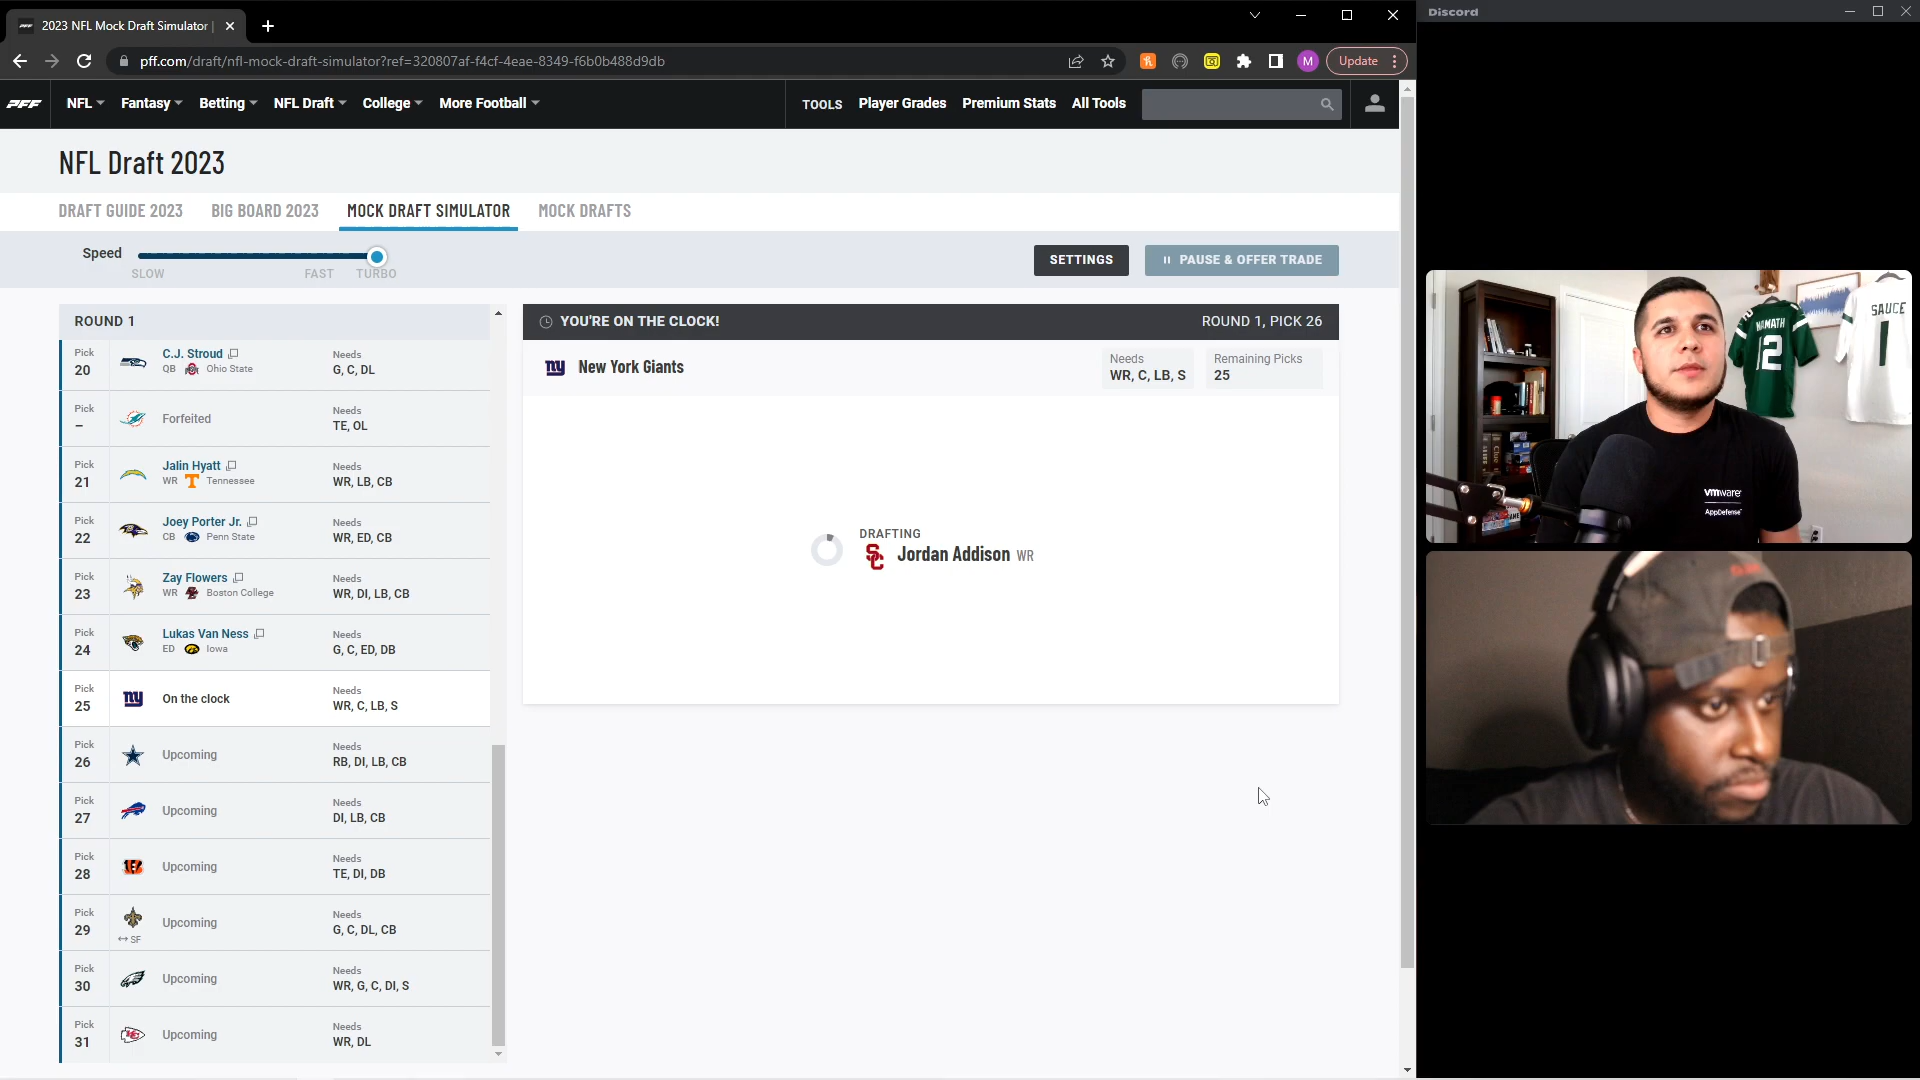 2023 NFL Mock Draft Simulator |
Discord
pff.com/draft/nfl-mock-draft-simulator?ref=320807af-f4cf-4eae-8349-f6b0b488d9db
M
Update
PFF
NFL
Fantasy
Betting
NFL Draft
College
More Football
TOOLS
Player Grades
Premium Stats
All Tools
NFL Draft 2023
DRAFT GUIDE 2023
BIG BOARD 2023
MOCK DRAFT SIMULATOR
MOCK DRAFTS
Speed
SLOW
FAST
TURBO
SETTINGS
PAUSE & OFFER TRADE
ROUND 1
Pick
20
C.J. Stroud
QB Ohio State
Needs
G, C, DL
Pick
–
Forfeited
Needs
TE, OL
Pick
21
Jalin Hyatt
WR Tennessee
Needs
WR, LB, CB
Pick
22
Joey Porter Jr.
CB Penn State
Needs
WR, ED, CB
Pick
23
Zay Flowers
WR Boston College
Needs
WR, DI, LB, CB
Pick
24
Lukas Van Ness
ED Iowa
Needs
G, C, ED, DB
Pick
25
ny
On the clock
Needs
WR, C, LB, S
Pick
26
Upcoming
Needs
RB, DI, LB, CB
Pick
27
Upcoming
Needs
DI, LB, CB
Pick
28
Upcoming
Needs
TE, DI, DB
Pick
29
↔ SF
Upcoming
Needs
G, C, DL, CB
Pick
30
Upcoming
Needs
WR, G, C, DI, S
Pick
31
Upcoming
Needs
WR, DL
YOU'RE ON THE CLOCK!
ROUND 1, PICK 26
ny
New York Giants
Needs
WR, C, LB, S
Remaining Picks
25
DRAFTING
SC
Jordan Addison WR
NAMATH
12
SAUCE
1
vmware
AppDefense